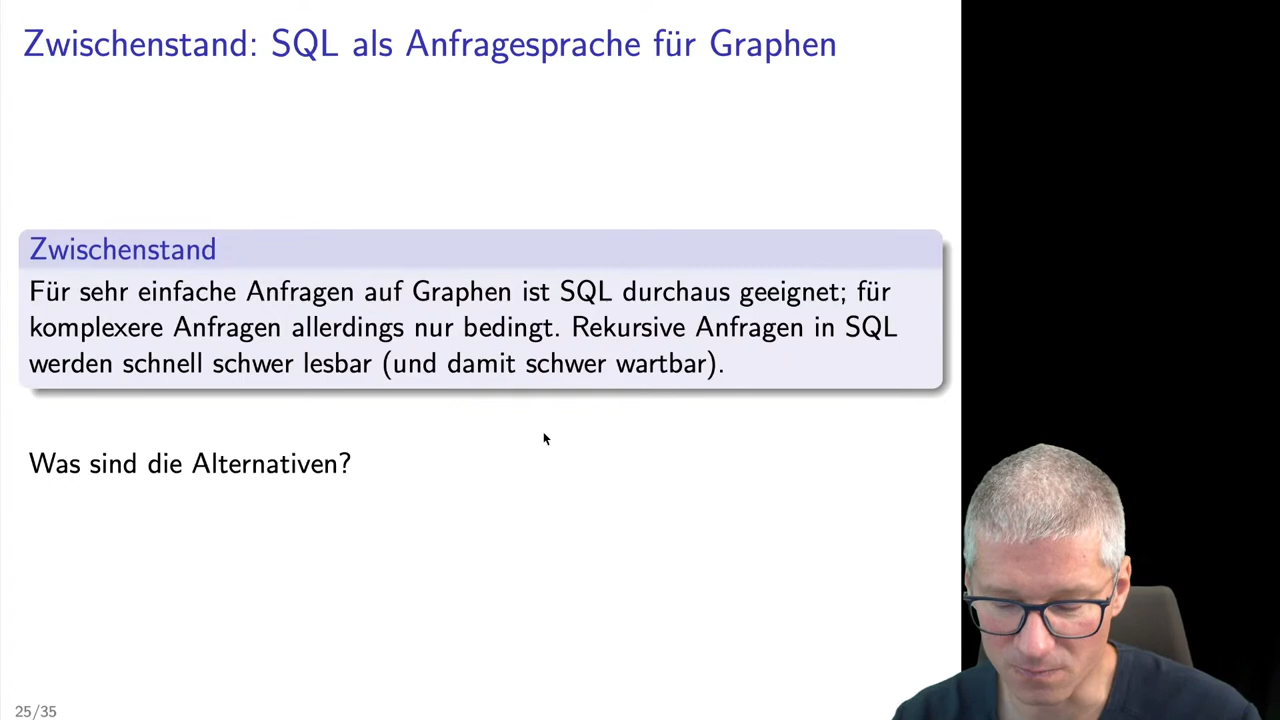 Zwischenstand: SQL als Anfragesprache für Graphen
Zwischenstand
Für sehr einfache Anfragen auf Graphen ist SQL durchaus geeignet; für
komplexere Anfragen allerdings nur bedingt. Rekursive Anfragen in SQL
werden schnell schwer lesbar (und damit schwer wartbar).
Was sind die Alternativen?
25/35